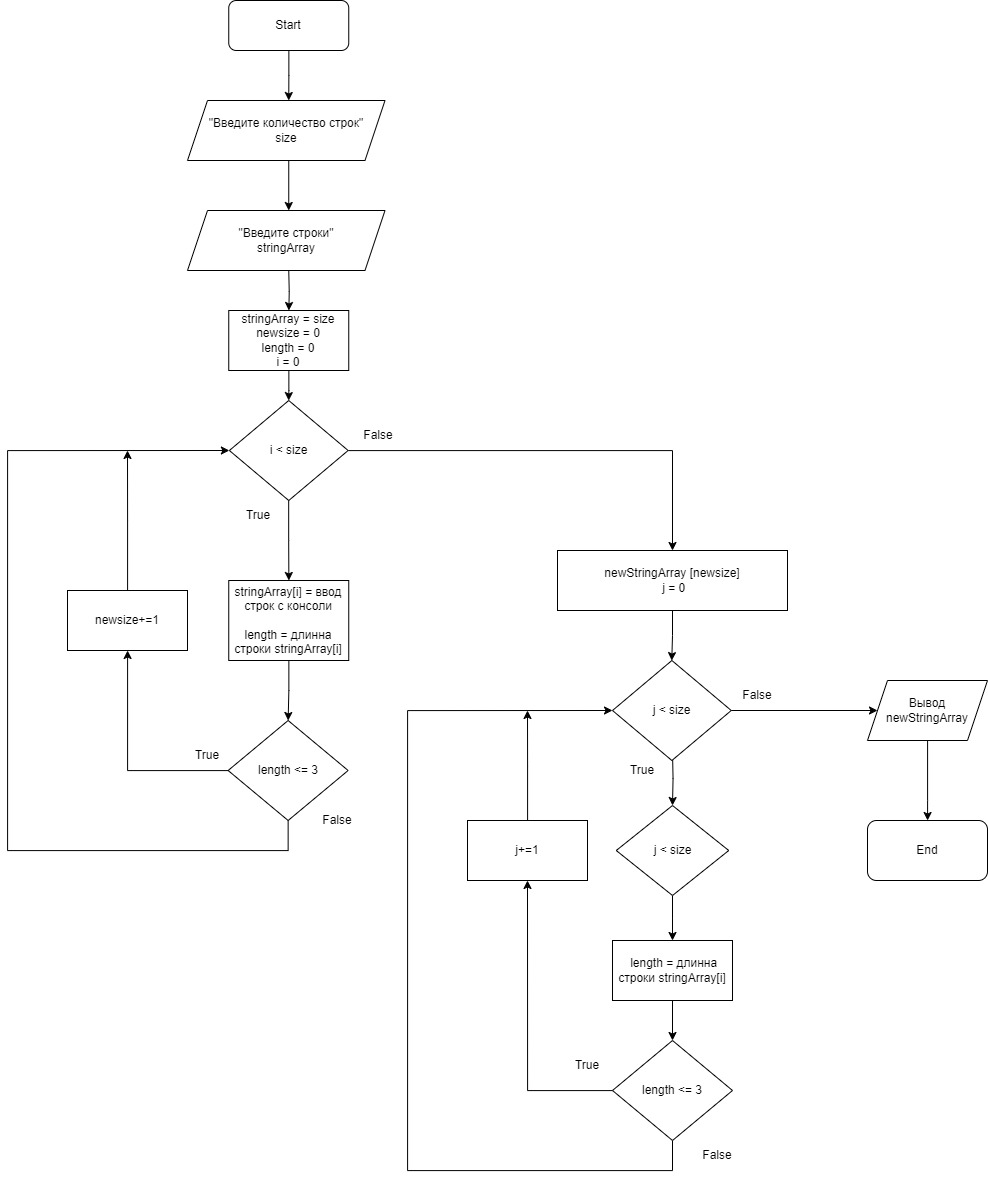 Start
"Введите количество строк"
size
"Введите строки"
stringArray
stringArray = size
newsize = 0
length = 0
i = 0
i < size
False
True
stringArray[i] = ввод
строк с консоли
length = длинна
строки stringArray[i]
newsize+=1
True
length <= 3
False
newStringArray [newsize]
j = 0
j < size
False
Вывод
newStringArray
True
j < size
j+=1
End
length = длинна
строки stringArray[i]
True
length <= 3
False